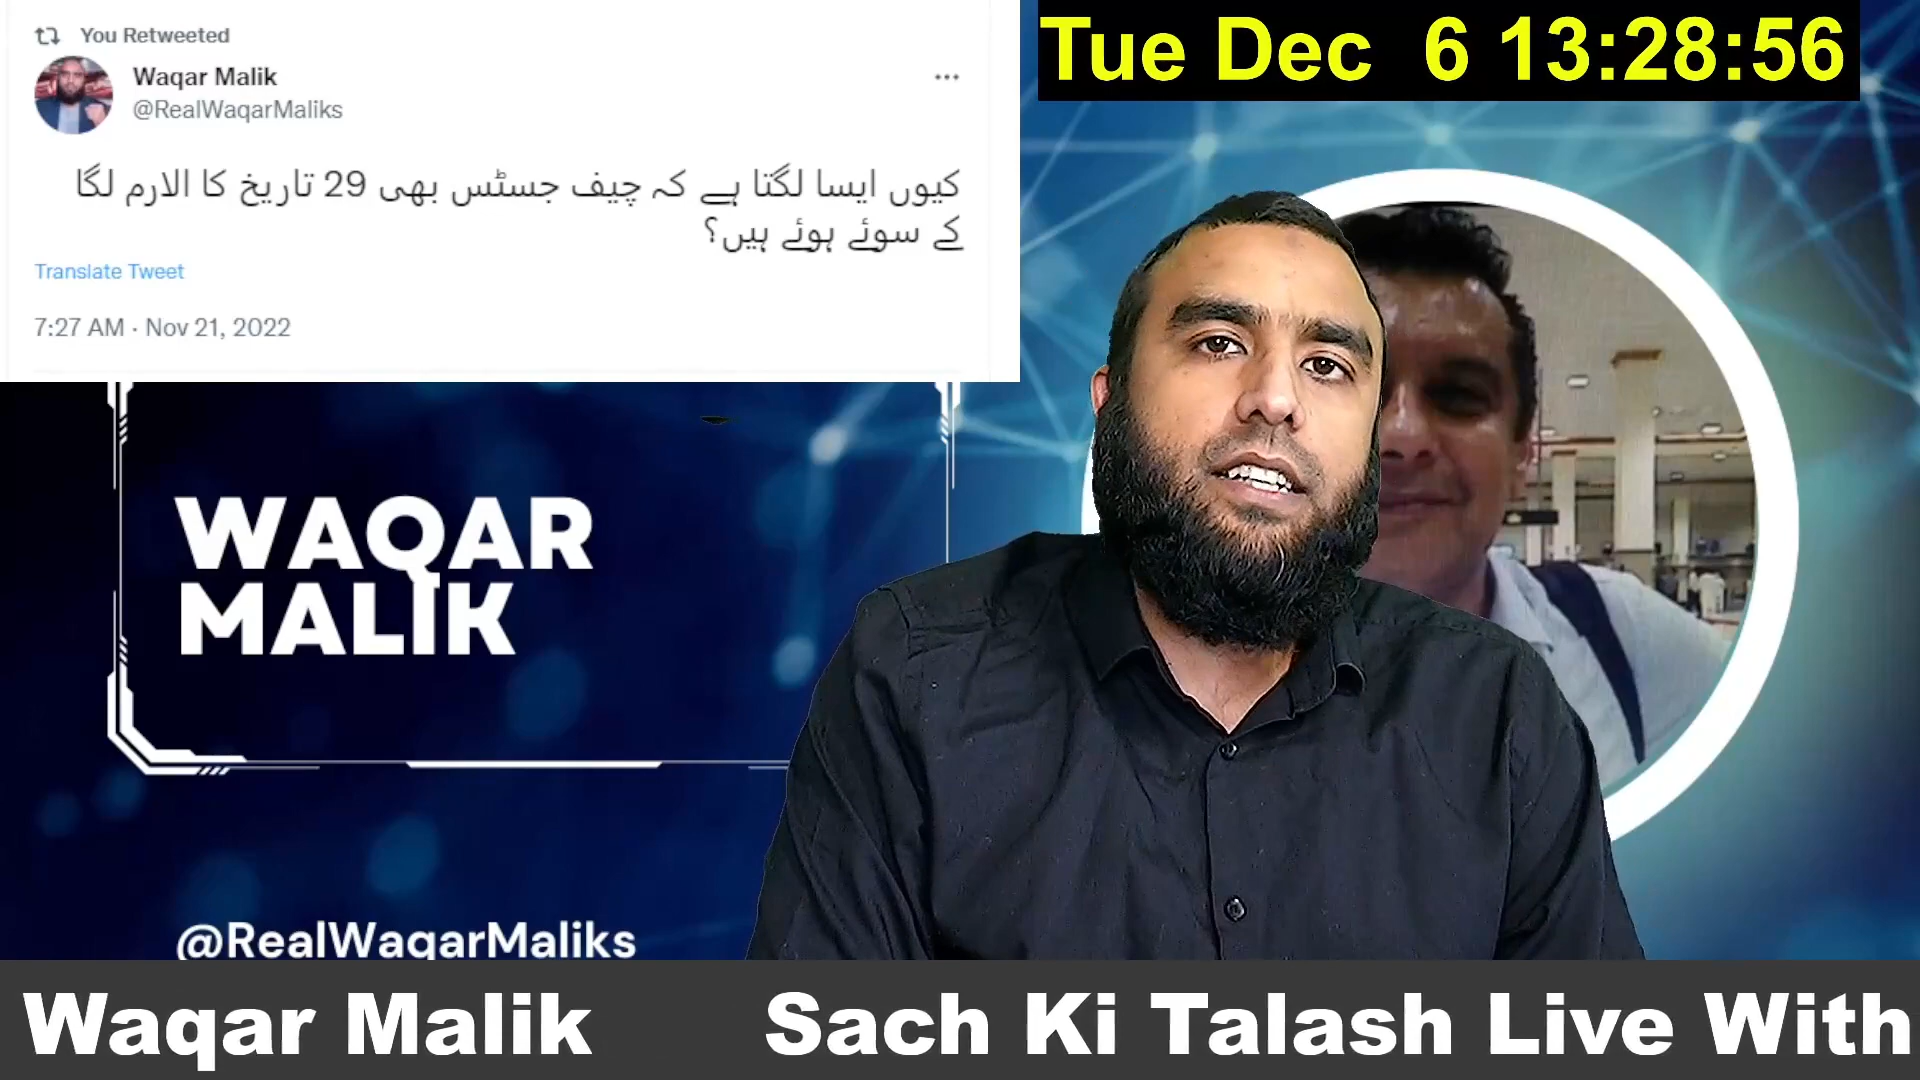 You Retweeted
Waqar Malik
@RealWaqarMaliks
کیوں ایسا لگتا ہے کہ چیف جسٹس بھی 29 تاریخ کا الارم لگا
کے سوئے ہوئے ہیں؟
Translate Tweet
7:27 AM · Nov 21, 2022
Tue Dec 6 13:28:56
WAQAR
MALIK
@RealWaqarMaliks
Waqar Malik Sach Ki Talash Live With